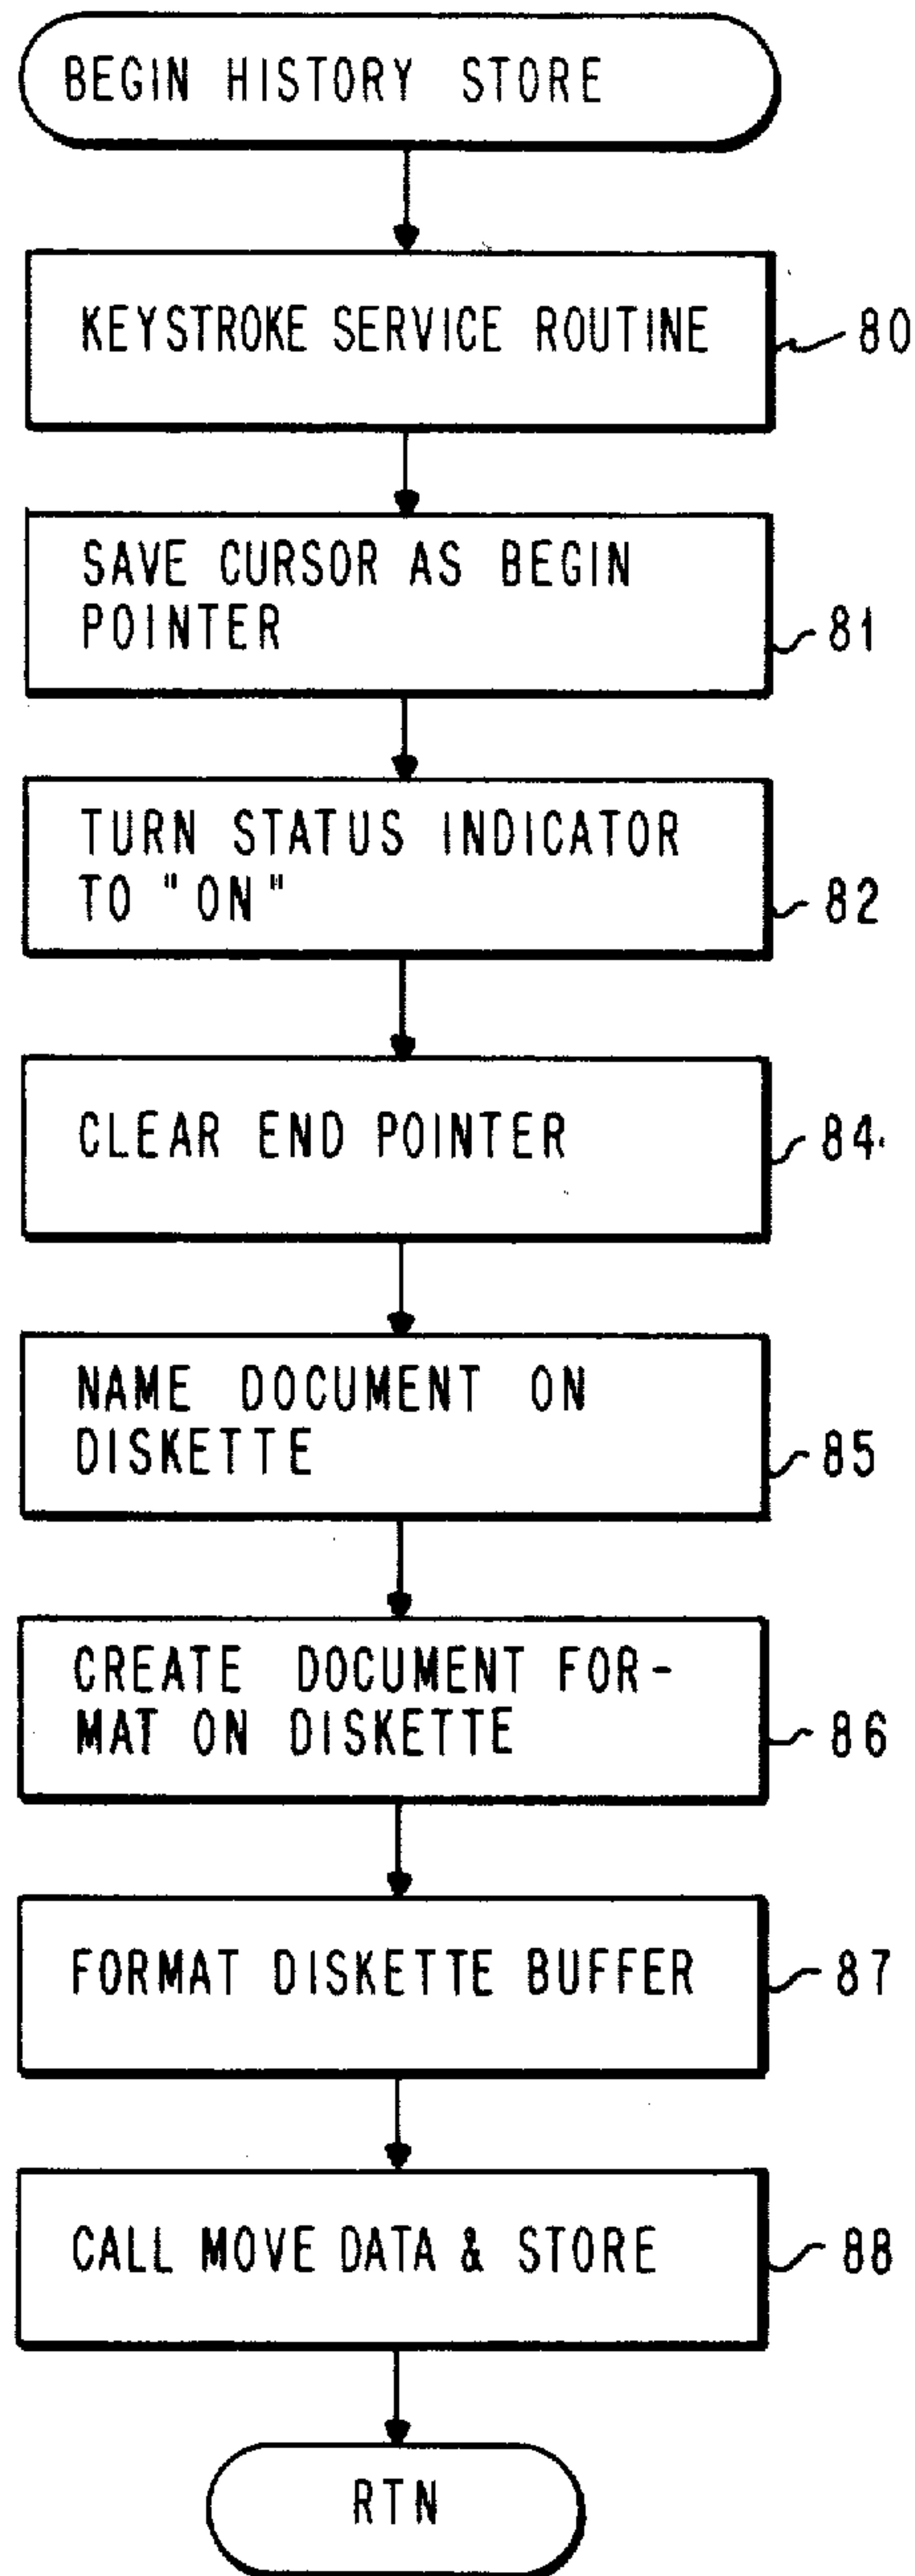 BEGIN HISTORY STORE
KEYSTROKE SERVICE ROUTINE
80
SAVE CURSOR AS BEGIN
POINTER
81
TURN STATUS INDICATOR
TO "ON"
82
CLEAR END POINTER
84
NAME DOCUMENT ON
DISKETTE
85
CREATE DOCUMENT FOR-
MAT ON DISKETTE
86
FORMAT DISKETTE BUFFER
87
CALL MOVE DATA & STORE
88
RTN